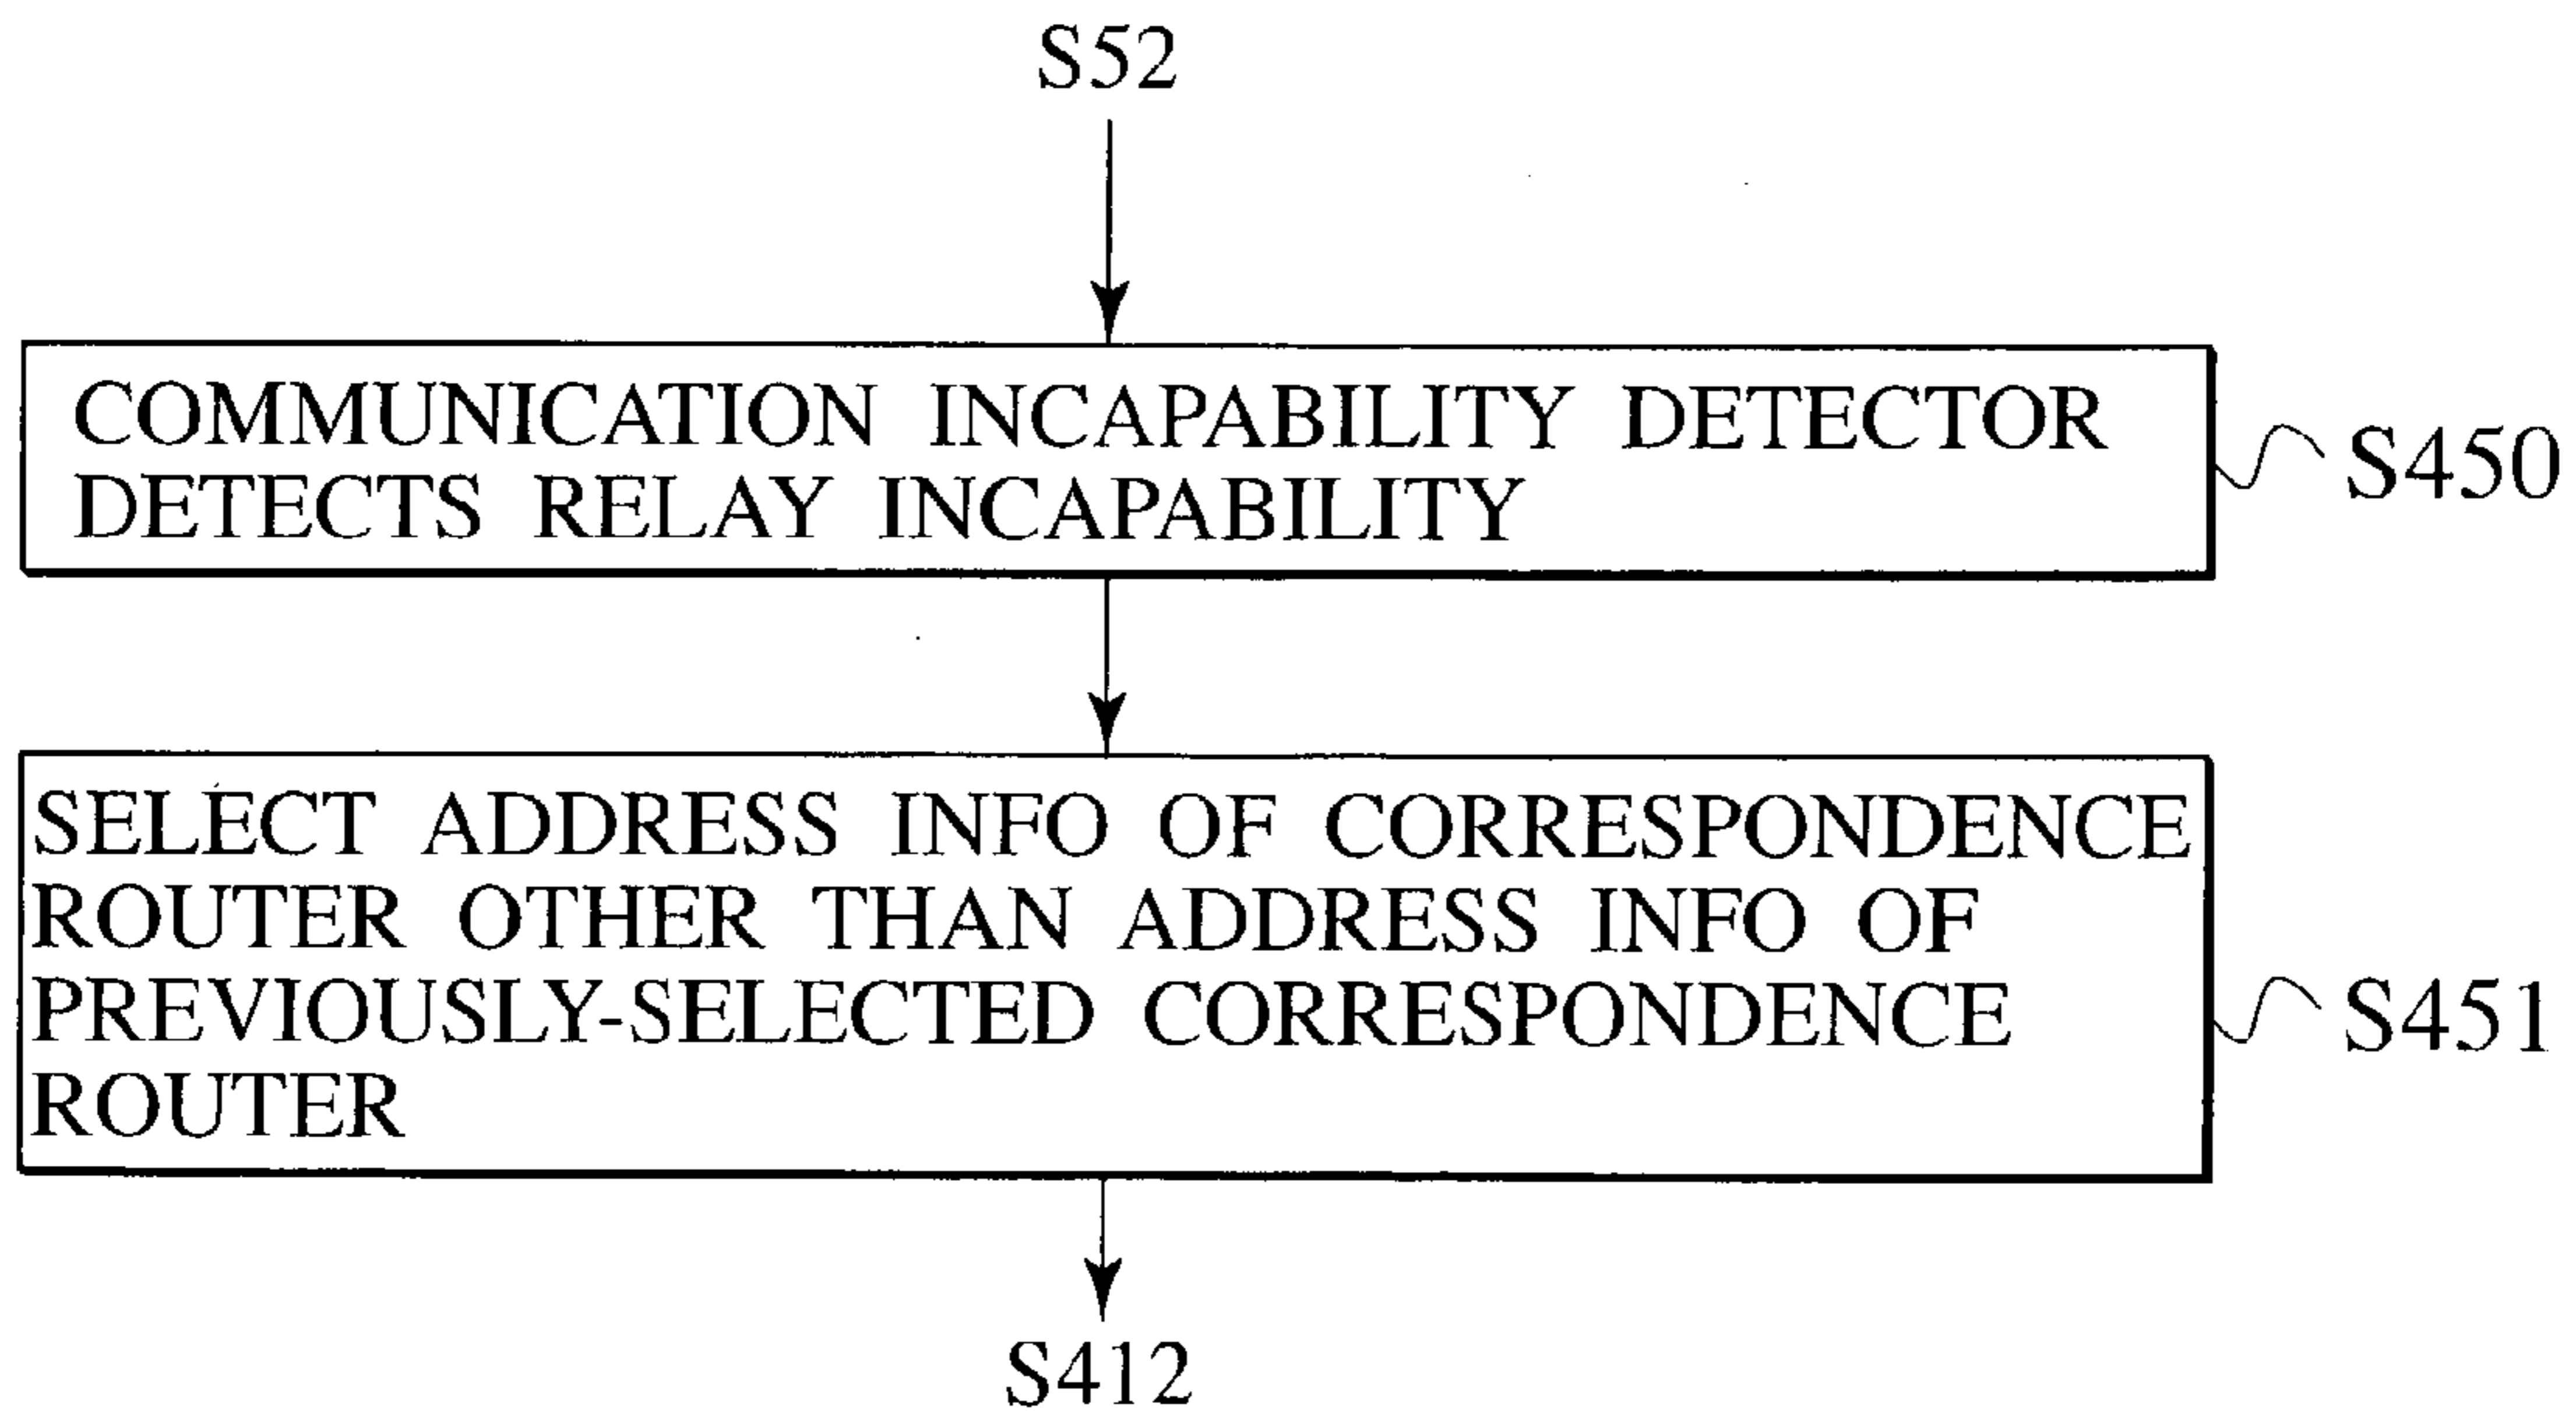 S52
COMMUNICATION INCAPABILITY DETECTOR
DETECTS RELAY INCAPABILITY
S450
SELECT ADDRESS INFO OF CORRESPONDENCE
ROUTER OTHER THAN ADDRESS INFO OF
PREVIOUSLY-SELECTED CORRESPONDENCE
ROUTER
S451
S412